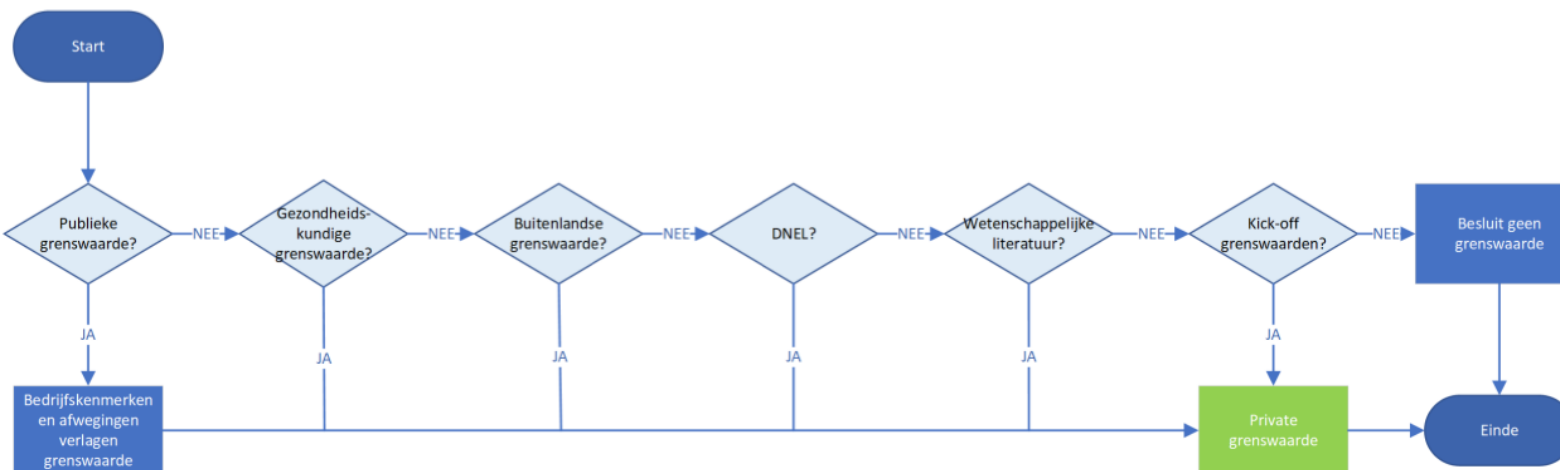 Start
Publieke
grenswaarde?
NEE
Gezondheids-
kundige
grenswaarde?
NEE
Buitenlandse
grenswaarde?
NEE
DNEL?
NEE
Wetenschappelijke
literatuur?
NEE
Kick-off
grenswaarden?
NEE
Besluit geen
grenswaarde
JA
JA
JA
JA
JA
JA
Bedrijfskenmerken
en afwegingen
verlagen
grenswaarde
Private
grenswaarde
Einde